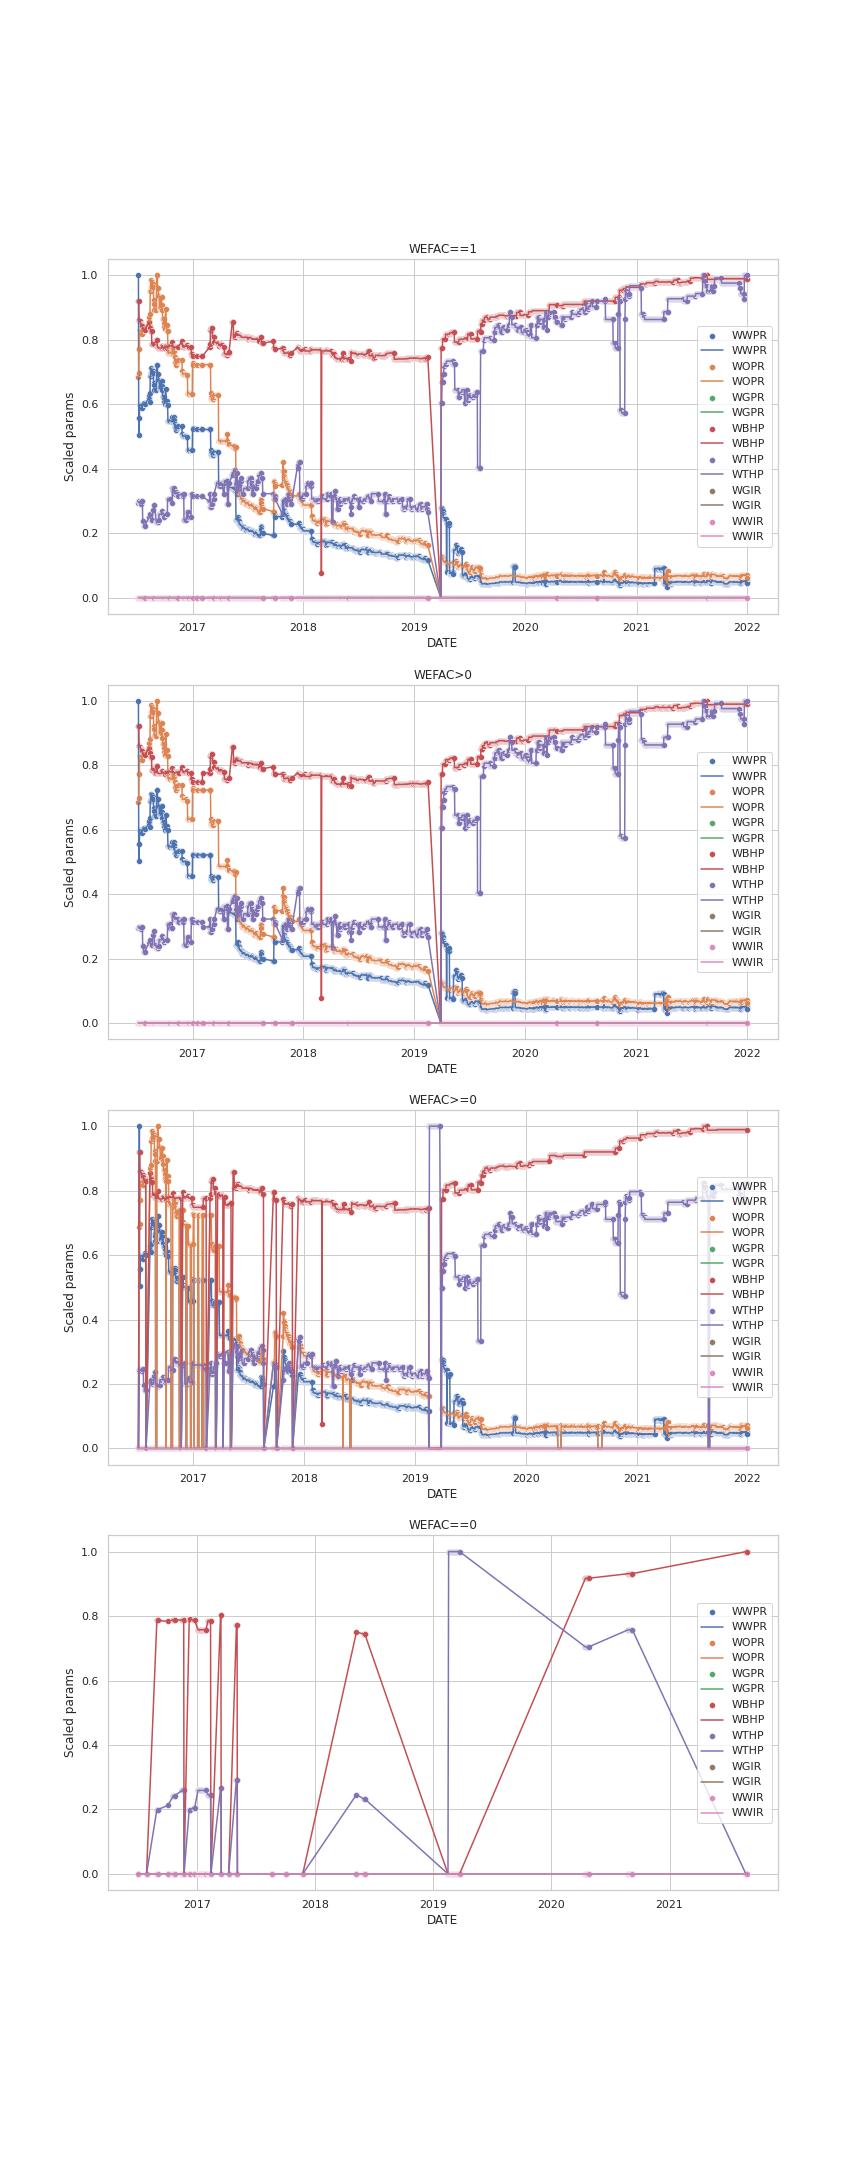 WEFAC==1
1.0
0.8
0.6
0.4
0.2
0.0
Scaled params
WWPR
WWPR
WOPR
WOPR
WGPR
WGPR
WBHP
WBHP
WTHP
WTHP
WGIR
WGIR
WWIR
WWIR
2017 2018 2019 2020 2021 2022
DATE
WEFAC>0
1.0
0.8
0.6
0.4
0.2
0.0
Scaled params
WWPR
WWPR
WOPR
WOPR
WGPR
WGPR
WBHP
WBHP
WTHP
WTHP
WGIR
WGIR
WWIR
WWIR
2017 2018 2019 2020 2021 2022
DATE
WEFAC>=0
1.0
0.8
0.6
0.4
0.2
0.0
Scaled params
WWPR
WWPR
WOPR
WOPR
WGPR
WGPR
WBHP
WBHP
WTHP
WTHP
WGIR
WGIR
WWIR
WWIR
2017 2018 2019 2020 2021 2022
DATE
WEFAC==0
1.0
0.8
0.6
0.4
0.2
0.0
Scaled params
WWPR
WWPR
WOPR
WOPR
WGPR
WGPR
WBHP
WBHP
WTHP
WTHP
WGIR
WGIR
WWIR
WWIR
2017 2018 2019 2020 2021
DATE